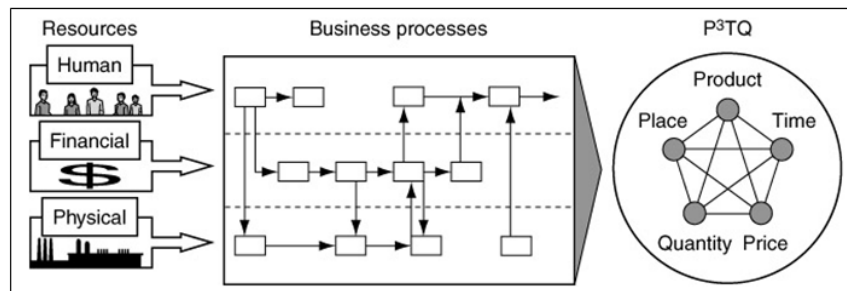 Resources
Business processes
P³TQ
Human
Financial
$
Physical
Product
Place
Time
Quantity
Price